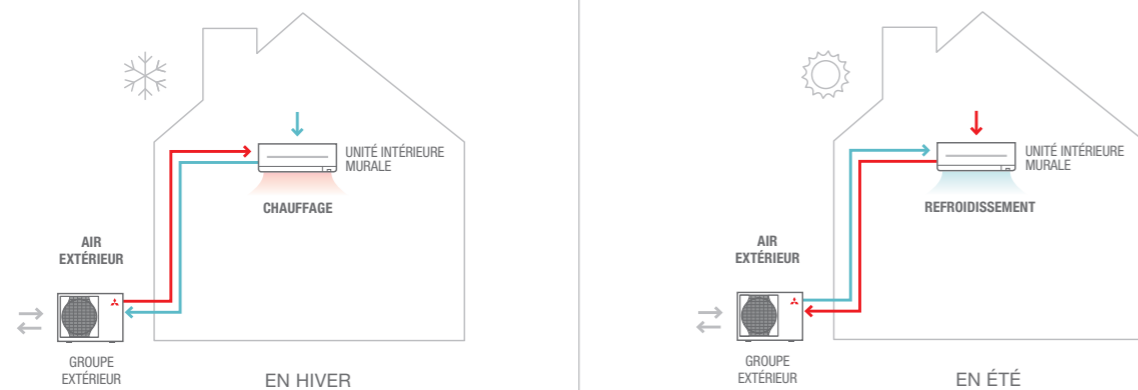 UNITÉ INTÉRIEURE
MURALE
CHAUFFAGE
AIR
EXTÉRIEUR
GROUPE
EXTÉRIEUR
EN HIVER
UNITÉ INTÉRIEURE
MURALE
REFROIDISSEMENT
AIR
EXTÉRIEUR
GROUPE
EXTÉRIEUR
EN ÉTÉ